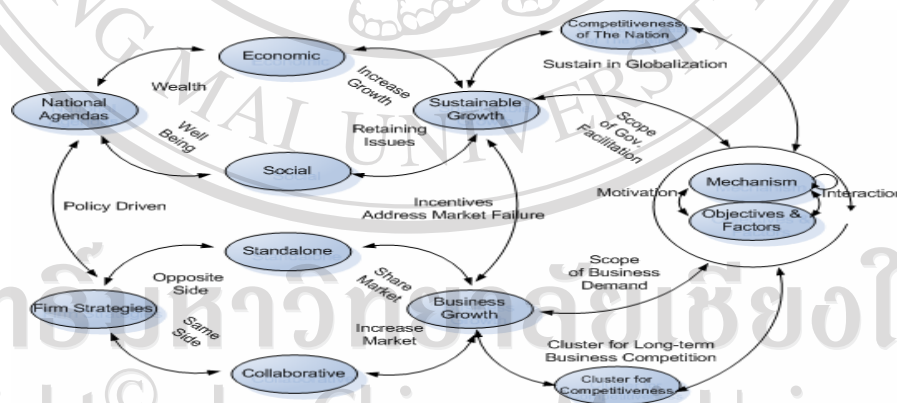 Competitiveness
of The Nation
Economic
Sustain in Globalization
Wealth
Increase
Growth
National
Agendas
Sustainable
Growth
Scope
of Gov.
Facilitation
Well
Being
Retaining
Issues
Social
Mechanism
Motivation
Interaction
Objectives &
Factors
Policy Driven
Incentives
Address Market Failure
Standalone
Opposite
Side
Share
Market
Scope
of Business
Demand
Firm Strategies
Business
Growth
Same
Side
Increase
Market
Cluster for Long-term
Business Competition
Collaborative
Cluster for
Competitiveness
MAI UNIVERSIT